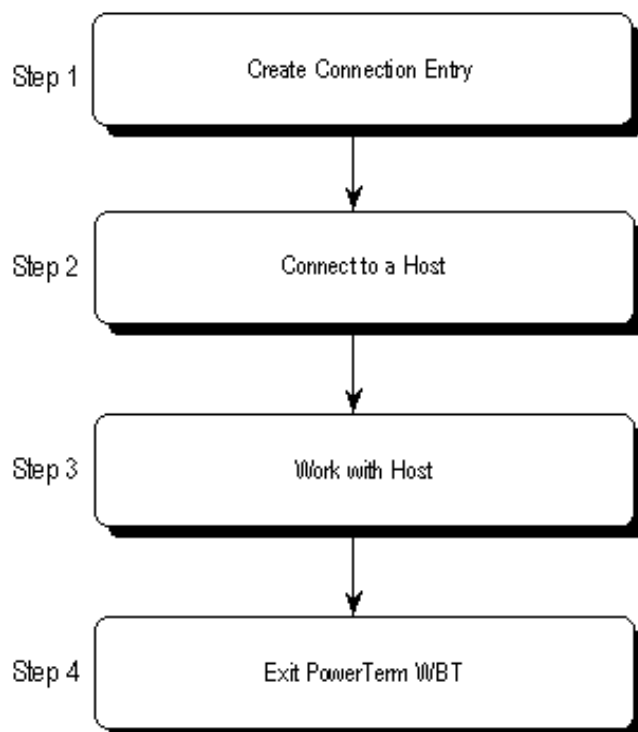 Step 1
Create Connection Entry
Step 2
Connect to a Host
Step 3
Work with Host
Step 4
Exit PowerTerm WBT